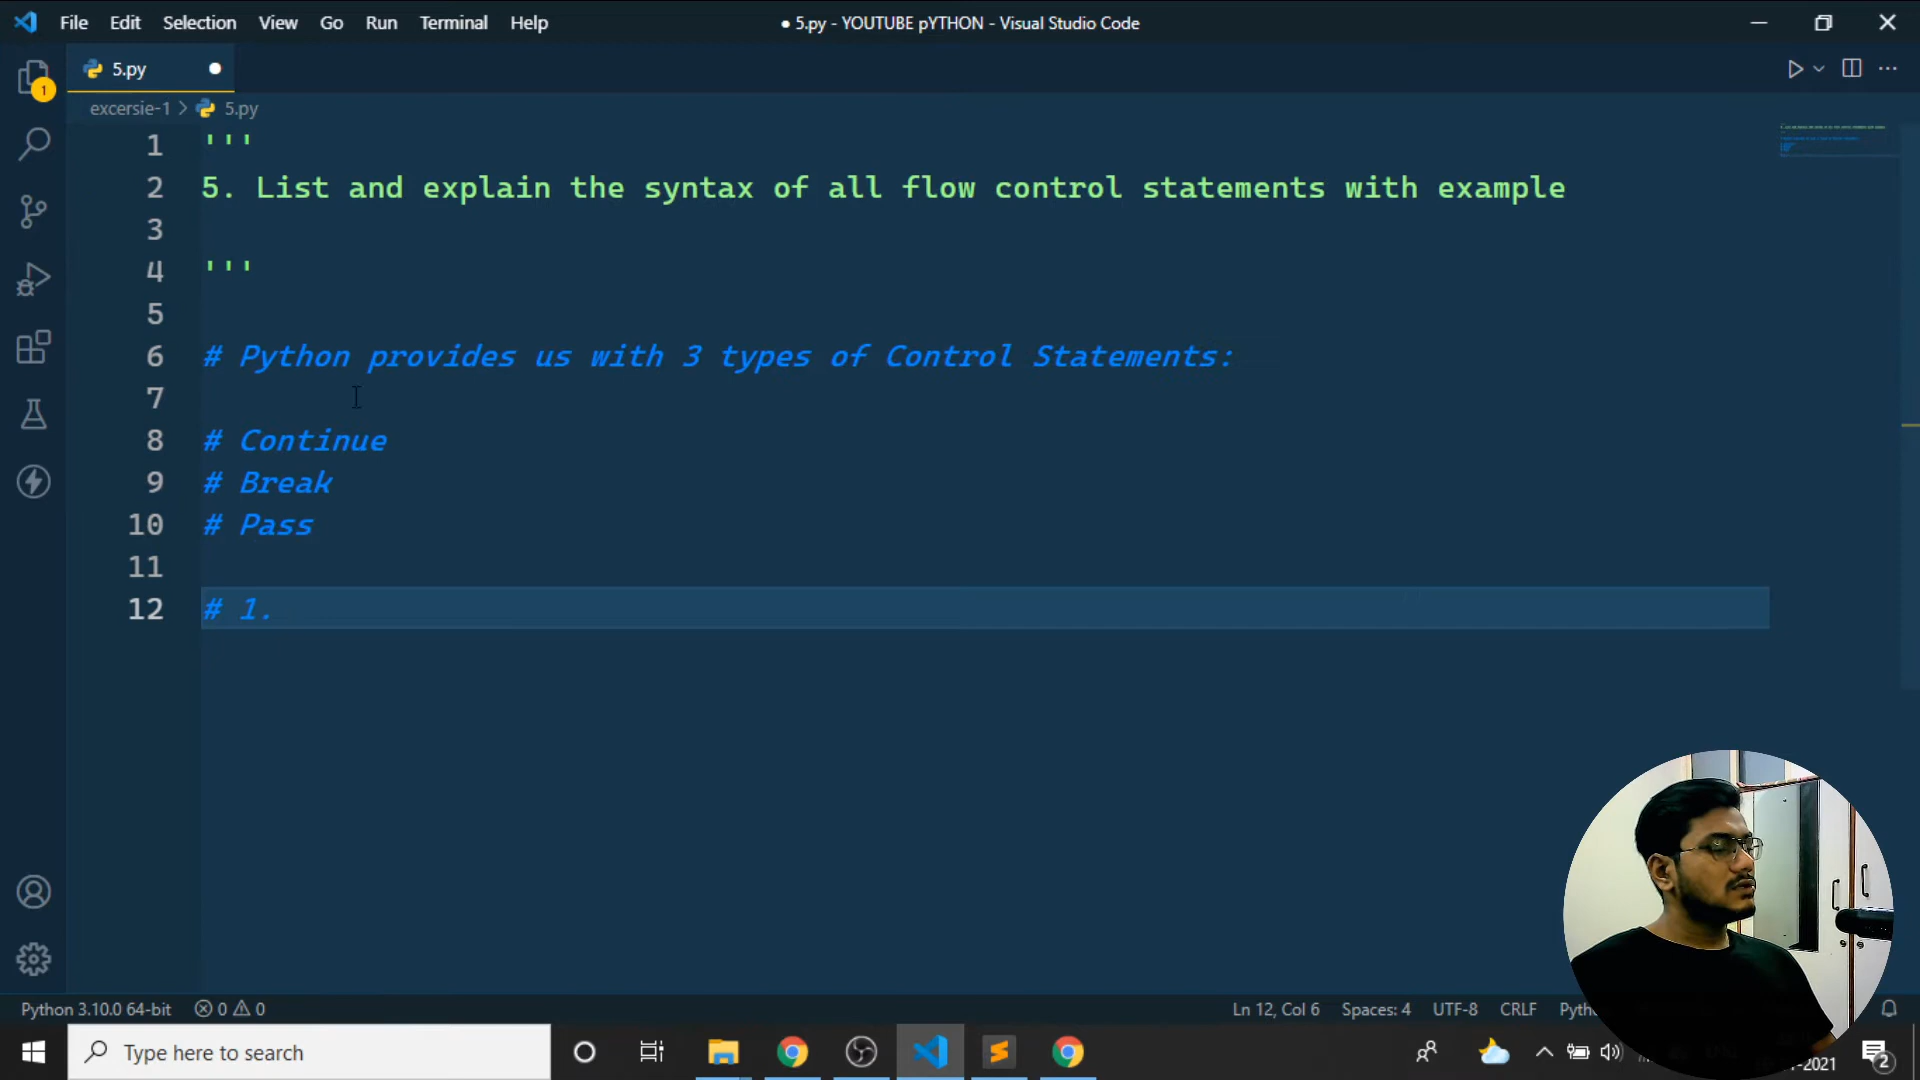 File Edit Selection View Go Run Terminal Help
● 5.py - YOUTUBE pYTHON - Visual Studio Code
5.py
1
excersie-1 > 5.py
1 '''
2 5. List and explain the syntax of all flow control statements with example
3
4 '''
5
6 # Python provides us with 3 types of Control Statements:
7
8 # Continue
9 # Break
10 # Pass
11
12 # 1.
Python 3.10.0 64-bit 0 0 Ln 12, Col 6 Spaces: 4 UTF-8 CRLF
Type here to search
2021
2